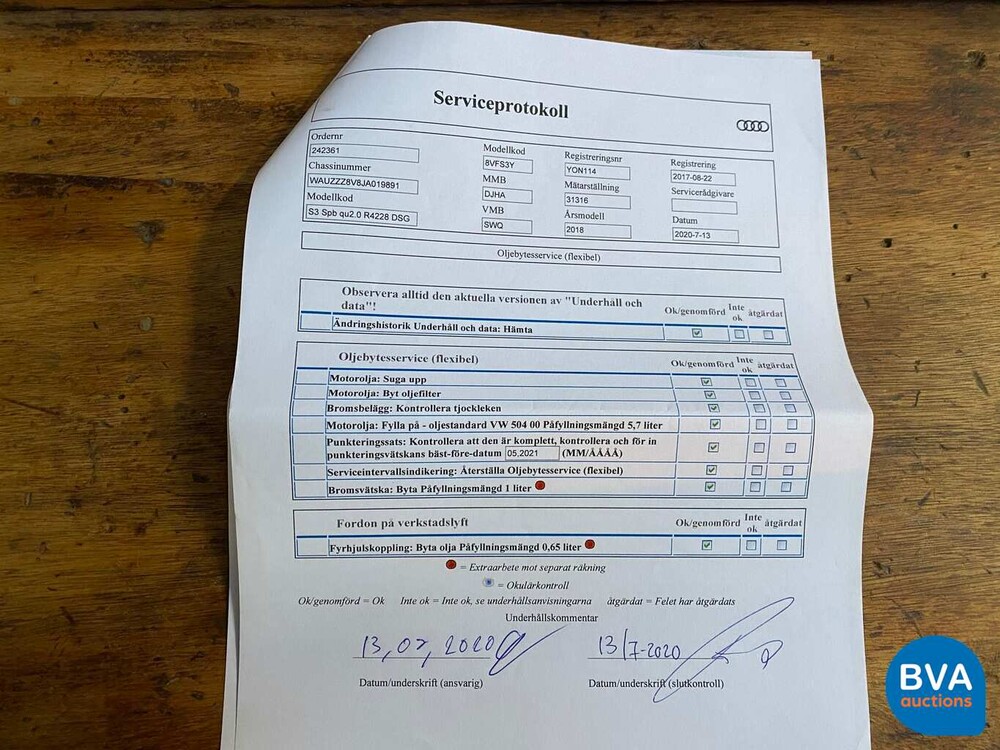 Serviceprotokoll
Ordernr
242361
Chassinummer
WAUZZZ8V8JA019891
Modellkod
S3 Spb qu2.0 R4228 DSG
Modellkod
8VFS3Y
MMB
DJHA
VMB
SWQ
Registreringsnr
YON114
Mätarställning
31316
Årsmodell
2018
Registrering
2017-08-22
Servicerådgivare
Datum
2020-7-13
Oljebytesservice (flexibel)
Observera alltid den aktuella versionen av "Underhåll och
data"!
Ok/genomförd Inte ok åtgärdat
Ändringshistorik Underhåll och data: Hämta
Oljebytesservice (flexibel)
Ok/genomförd Inte ok åtgärdat
Motorolja: Suga upp
Motorolja: Byt oljefilter
Bromsbelägg: Kontrollera tjockleken
Motorolja: Fylla på - oljestandard VW 504 00 Påfyllningsmängd 5,7 liter
Punkteringssats: Kontrollera att den är komplett, kontrollera och för in
punkteringsvätskans bäst-före-datum 05.2021 (MM/ÅÅÅÅ)
Serviceintervallsindikering: Återställa Oljebytesservice (flexibel)
Bromsvätska: Byta Påfyllningsmängd 1 liter
Fordon på verkstadslyft
Ok/genomförd Inte ok åtgärdat
Fyrhjulskoppling: Byta olja Påfyllningsmängd 0,65 liter
= Extraarbete mot separat räkning
= Okulärkontroll
Ok/genomförd = Ok Inte ok = Inte ok, se underhållsanvisningarna åtgärdat = Felet har åtgärdats
Underhållskommentar
13,07,2020
13/7-2020
Datum/underskrift (ansvarig)
Datum/underskrift (slutkontroll)
BVA
auctions